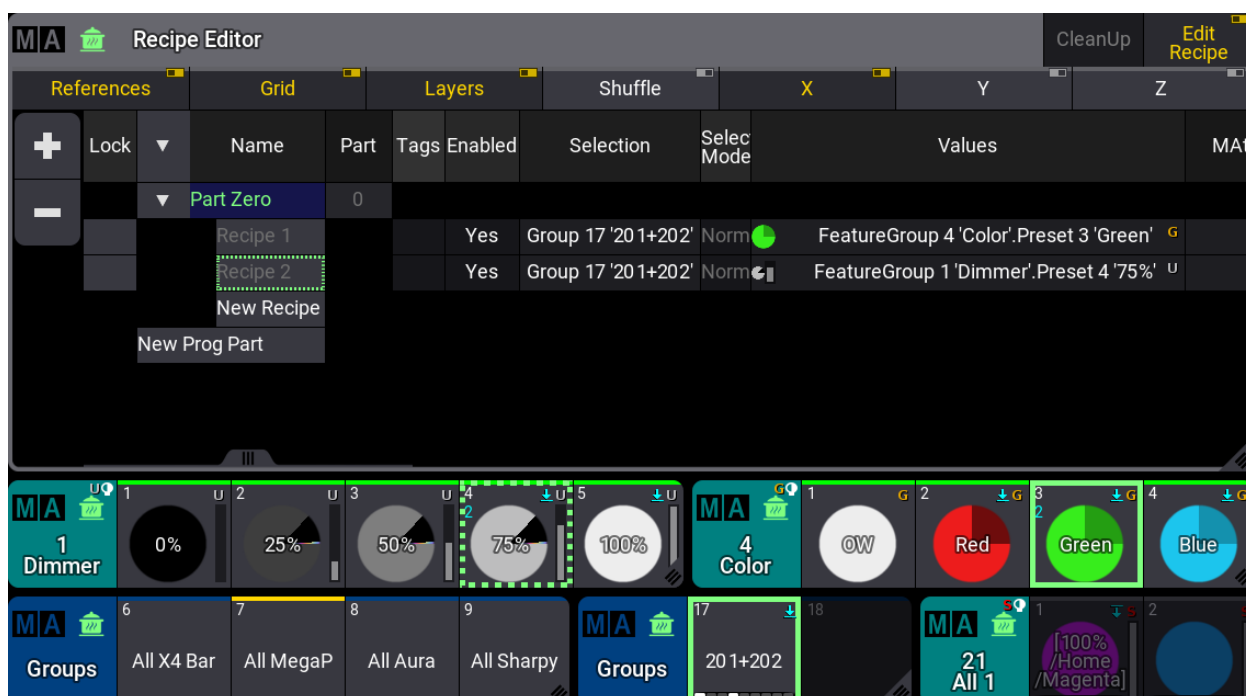 MA Recipe Editor CleanUp Edit Recipe
References Grid Layers Shuffle X Y Z
Lock Name Part Tags Enabled Selection Selec Mode Values MAt
Part Zero 0
Recipe 1 Yes Group 17 '201+202' Norm FeatureGroup 4 'Color'.Preset 3 'Green' G
Recipe 2 Yes Group 17 '201+202' Norm FeatureGroup 1 'Dimmer'.Preset 4 '75%' U
New Recipe
New Prog Part
MA U 1 U 2 U 3 U 4 U 5 U MA G 1 G 2 G 3 G 4 G
2 2
1 0% 25% 50% 75% 100% 4 OW Red Green Blue
Dimmer Color
MA 6 7 8 9 MA 17 18 MA S 1 S 2 S
Groups All X4 Bar All MegaP All Aura All Sharpy Groups 201+202 21 [100%
All 1 /Home
/Magenta]